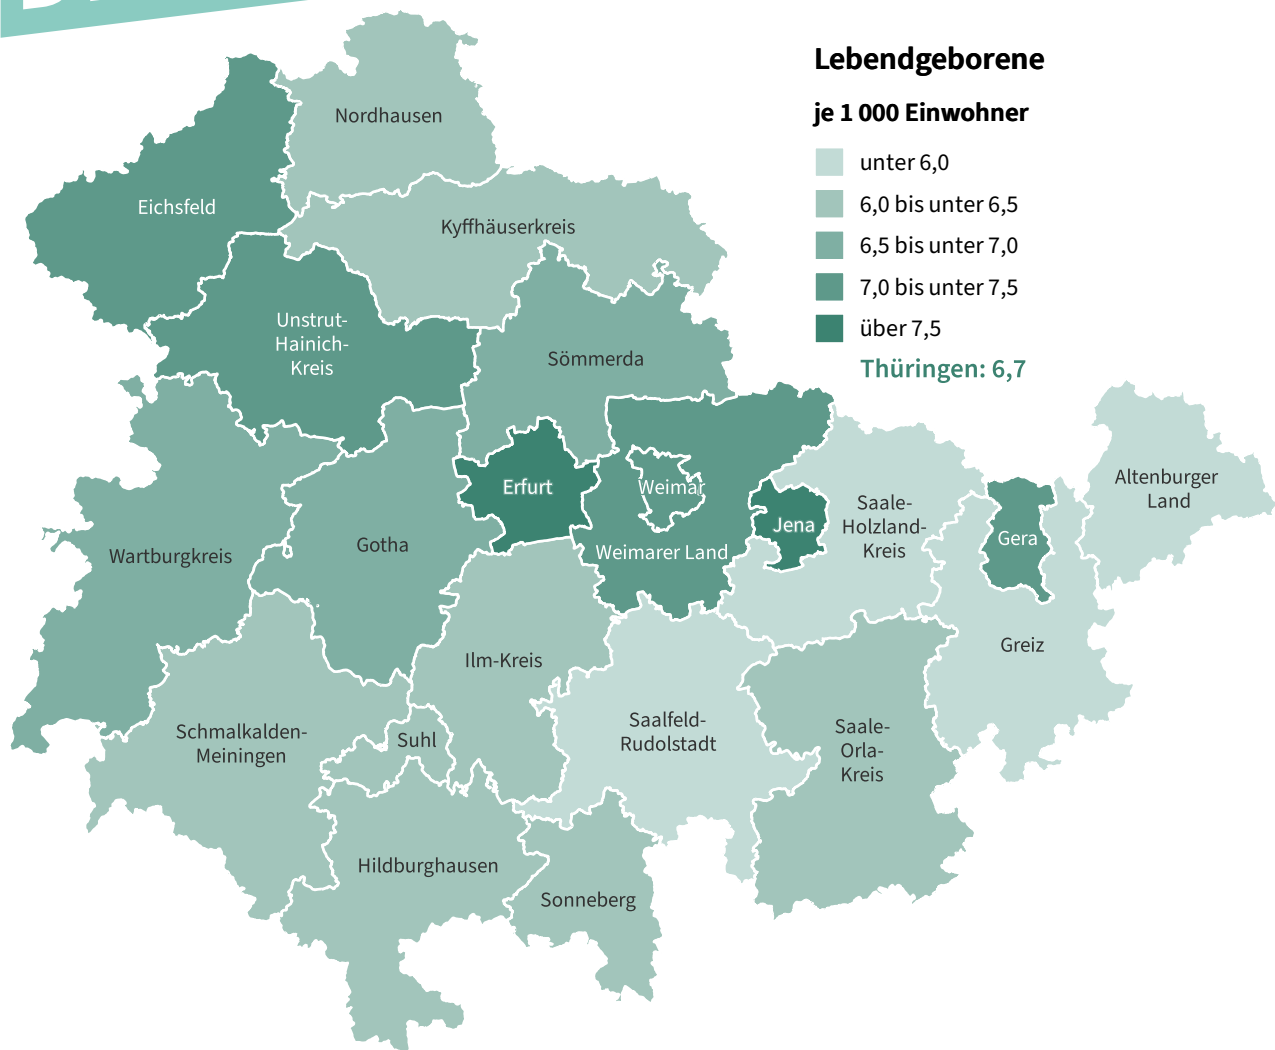 Lebendgeborene
je 1 000 Einwohner
unter 6,0
6,0 bis unter 6,5
6,5 bis unter 7,0
7,0 bis unter 7,5
über 7,5
Thüringen: 6,7
Nordhausen
Eichsfeld
Kyffhäuserkreis
Unstrut-
Hainich-
Kreis
Sömmerda
Erfurt
Weimar
Weimarer Land
Jena
Saale-
Holzland-
Kreis
Gera
Altenburger
Land
Wartburgkreis
Gotha
Ilm-Kreis
Greiz
Schmalkalden-
Meiningen
Suhl
Saalfeld-
Rudolstadt
Saale-
Orla-
Kreis
Hildburghausen
Sonneberg